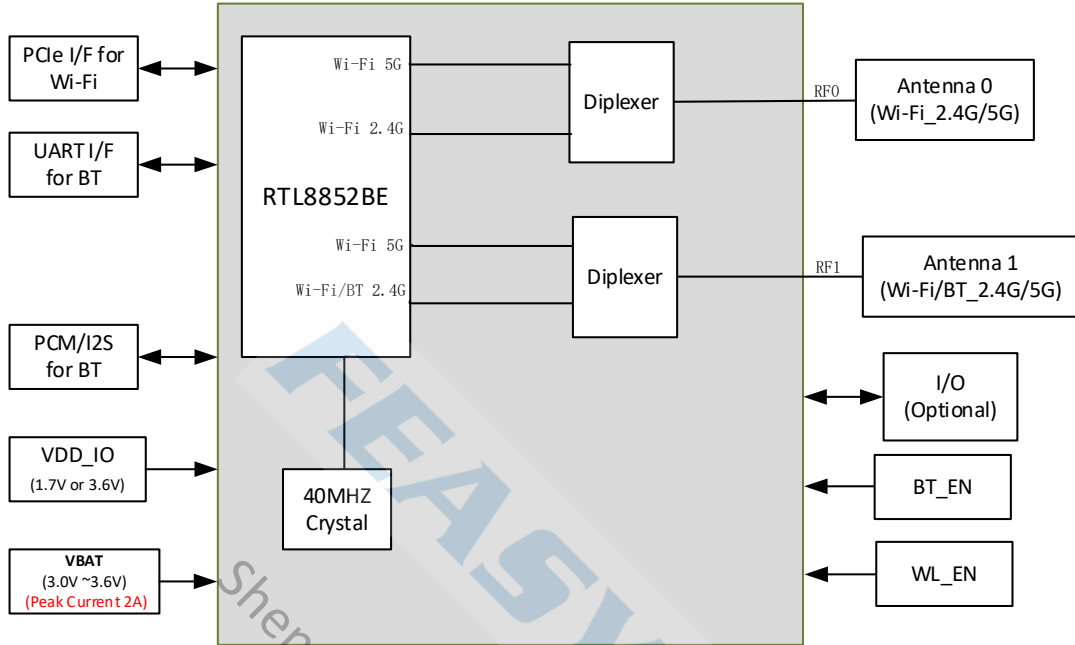 PCIe I/F for
Wi-Fi
UART I/F
for BT
PCM/I2S
for BT
VDD_IO
(1.7V or 3.6V)
VBAT
(3.0V ~3.6V)
(Peak Current 2A)
RTL8852BE
Wi-Fi 5G
Wi-Fi 2.4G
Wi-Fi 5G
Wi-Fi/BT 2.4G
40MHZ
Crystal
Diplexer
Diplexer
RF0
RF1
Antenna 0
(Wi-Fi_2.4G/5G)
Antenna 1
(Wi-Fi/BT_2.4G/5G)
I/O
(Optional)
BT_EN
WL_EN
FEASY
Shen